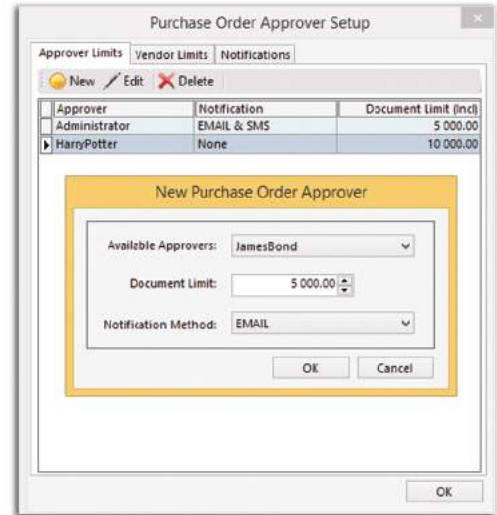 Purchase Order Approver Setup
Approver Limits Vendor Limits Notifications
New Edit Delete
Approver Notification Document Limit (Incl)
Administrator EMAIL & SMS 5 000.00
HarryPotter None 10 000.00
New Purchase Order Approver
Available Approvers: JamesBond
Document Limit: 5 000.00
Notification Method: EMAIL
OK Cancel
OK